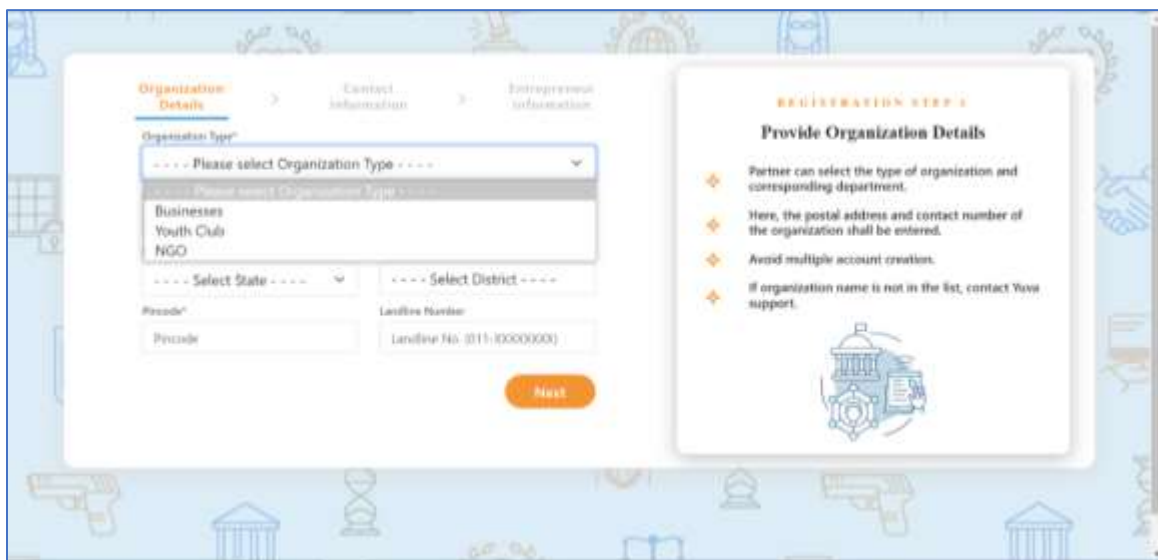 Organization
Details
>
Contact
Information
>
Entrepreneur
Information
Organization Type*
- - - - Please select Organization Type - - - -
- - - - Please select Organization Type - - - -
Businesses
Youth Club
NGO
- - - - Select State - - - -
- - - - Select District - - - -
Pincode*
Landline Number
Pincode
Landline No. (011-XXXXXXXX)
Next
REGISTRATION STEP 1
Provide Organization Details
Partner can select the type of organization and
corresponding department.
Here, the postal address and contact number of
the organization shall be entered.
Avoid multiple account creation.
If organization name is not in the list, contact Yuva
support.